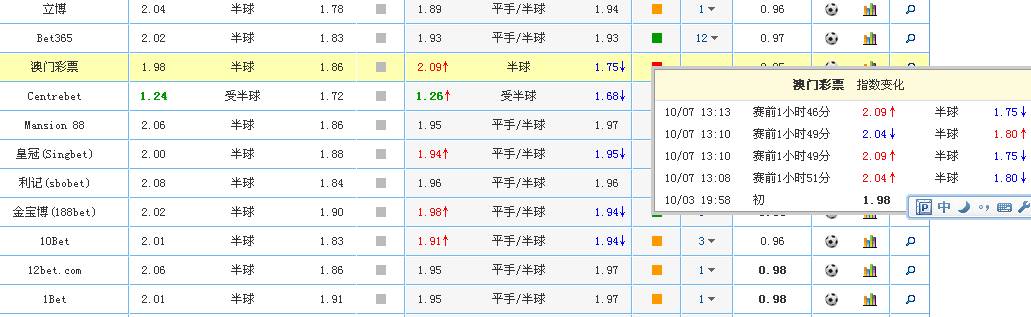 立博 2.04 半球 1.78 1.89 平手/半球 1.94 1 0.96
Bet365 2.02 半球 1.83 1.93 平手/半球 1.93 12 0.97
澳门彩票 1.98 半球 1.86 2.09↑ 半球 1.75↓
澳门彩票 指数变化
Centrebet 1.24 受半球 1.72 1.26↑ 受半球 1.68↓
10/07 13:13 赛前1小时46分 2.09↑ 半球 1.75↓
Mansion 88 2.06 半球 1.86 1.95 平手/半球 1.97
10/07 13:10 赛前1小时49分 2.04↓ 半球 1.80↑
皇冠(Singbet) 2.00 半球 1.88 1.94↑ 平手/半球 1.95↓
10/07 13:10 赛前1小时49分 2.09↑ 半球 1.75↓
利记(sbobet) 2.08 半球 1.84 1.96 平手/半球 1.96
10/07 13:08 赛前1小时51分 2.04↑ 半球 1.80↓
10/03 19:58 初 1.98
中
金宝博(188bet) 2.02 半球 1.90 1.98↑ 平手/半球 1.94↓
10Bet 2.01 半球 1.83 1.91↑ 平手/半球 1.94↓ 3 0.96
12bet.com 2.06 半球 1.86 1.95 平手/半球 1.97 1 0.98
1Bet 2.01 半球 1.91 1.95 平手/半球 1.97 1 0.98